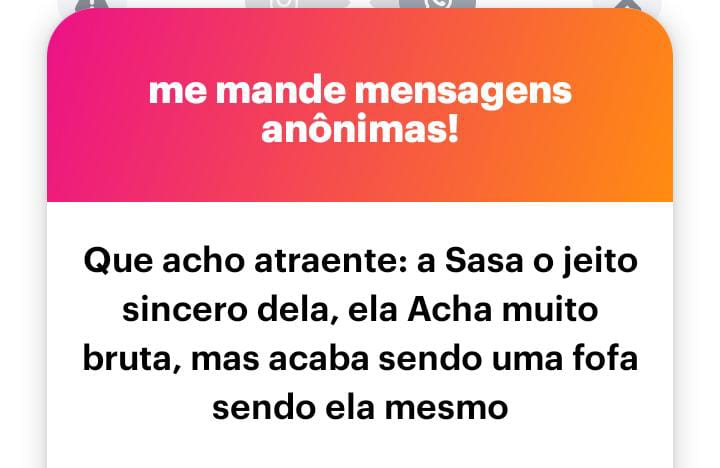 me mande mensagens
anônimas!
Que acho atraente: a Sasa o jeito
sincero dela, ela Acha muito
bruta, mas acaba sendo uma fofa
sendo ela mesmo